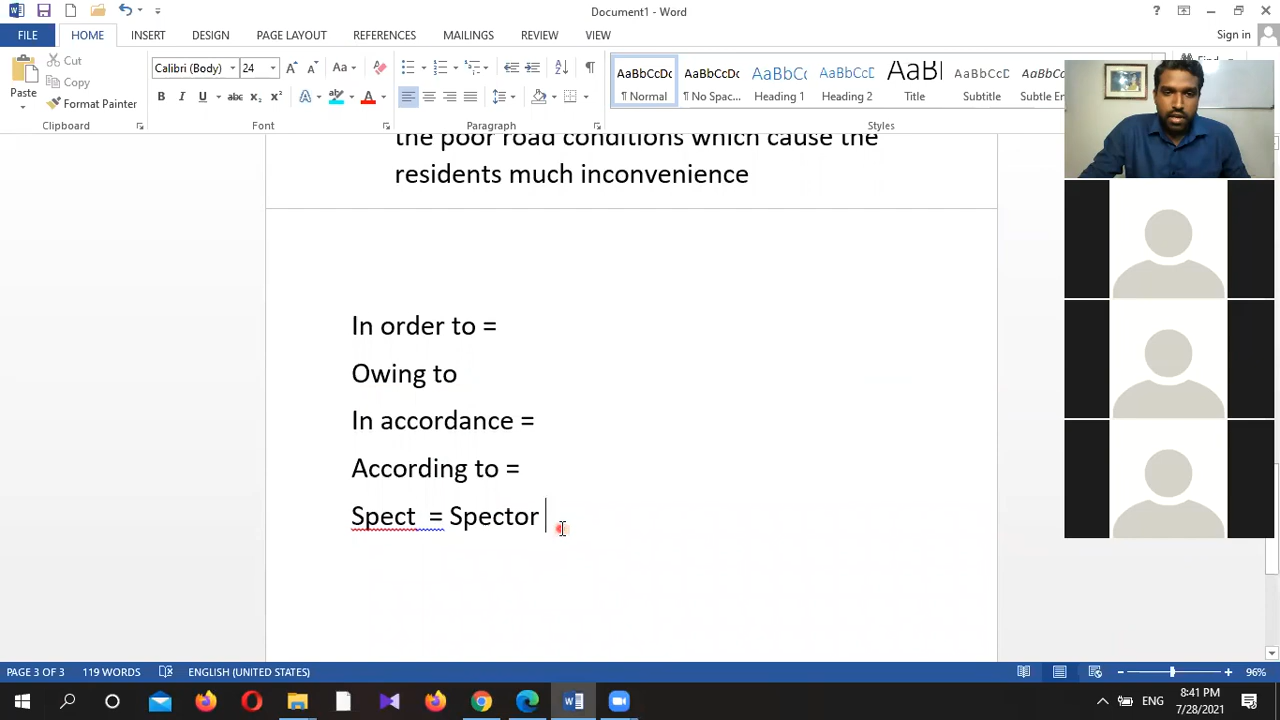 Document1 - Word
FILE HOME INSERT DESIGN PAGE LAYOUT REFERENCES MAILINGS REVIEW VIEW Sign in
Cut
Copy
Paste
Format Painter
Calibri (Body) 24
AaBbCcDc AaBbCcDc AaBbCc AaBbCcE AaBl AaBbCcD
¶ Normal ¶ No Spac... Heading 1 Heading 2 Title Subtitle Subtle Em
Clipboard Font Paragraph Styles
the poor road conditions which cause the
residents much inconvenience
In order to =
Owing to
In accordance =
According to =
Spect = Spector
PAGE 3 OF 3 119 WORDS ENGLISH (UNITED STATES) 96%
ENG
8:41 PM
7/28/2021